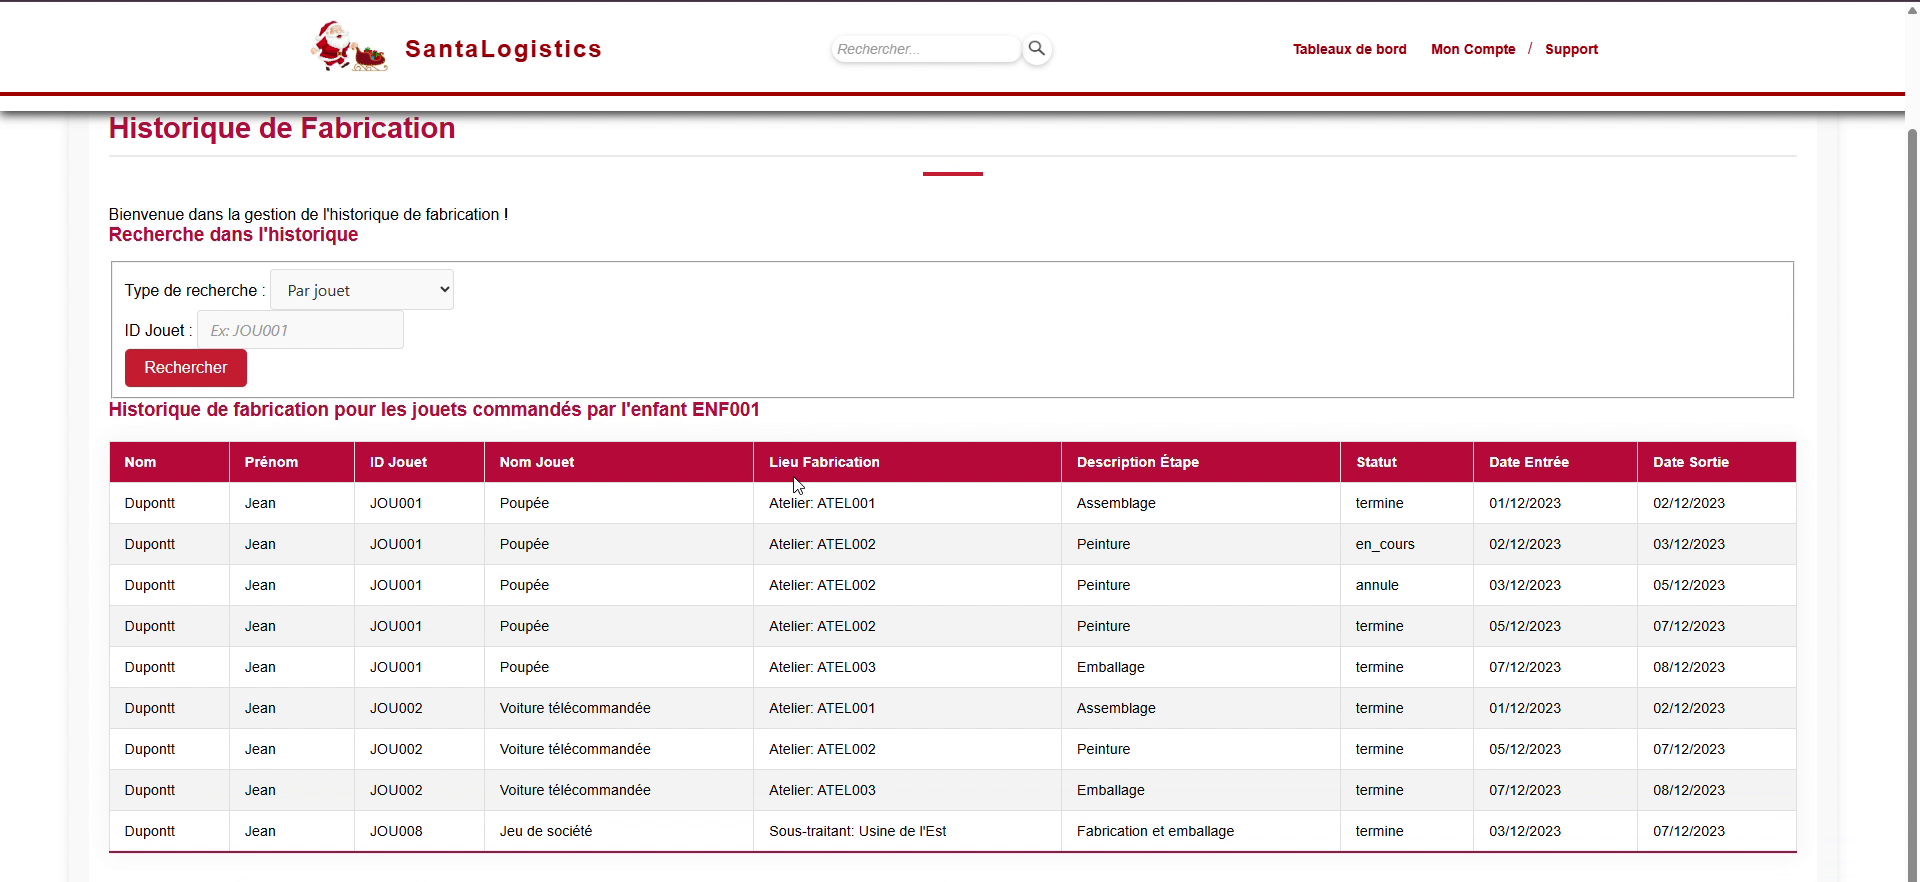 SantaLogistics
Rechercher...
Tableaux de bord Mon Compte / Support
Historique de Fabrication
Bienvenue dans la gestion de l'historique de fabrication !
Recherche dans l'historique
Type de recherche : Par jouet
ID Jouet : Ex: JOU001
Rechercher
Historique de fabrication pour les jouets commandés par l'enfant ENF001
Nom Prénom ID Jouet Nom Jouet Lieu Fabrication Description Étape Statut Date Entrée Date Sortie
Dupontt Jean JOU001 Poupée Atelier: ATEL001 Assemblage termine 01/12/2023 02/12/2023
Dupontt Jean JOU001 Poupée Atelier: ATEL002 Peinture en_cours 02/12/2023 03/12/2023
Dupontt Jean JOU001 Poupée Atelier: ATEL002 Peinture annule 03/12/2023 05/12/2023
Dupontt Jean JOU001 Poupée Atelier: ATEL002 Peinture termine 05/12/2023 07/12/2023
Dupontt Jean JOU001 Poupée Atelier: ATEL003 Emballage termine 07/12/2023 08/12/2023
Dupontt Jean JOU002 Voiture télécommandée Atelier: ATEL001 Assemblage termine 01/12/2023 02/12/2023
Dupontt Jean JOU002 Voiture télécommandée Atelier: ATEL002 Peinture termine 05/12/2023 07/12/2023
Dupontt Jean JOU002 Voiture télécommandée Atelier: ATEL003 Emballage termine 07/12/2023 08/12/2023
Dupontt Jean JOU008 Jeu de société Sous-traitant: Usine de l'Est Fabrication et emballage termine 03/12/2023 07/12/2023